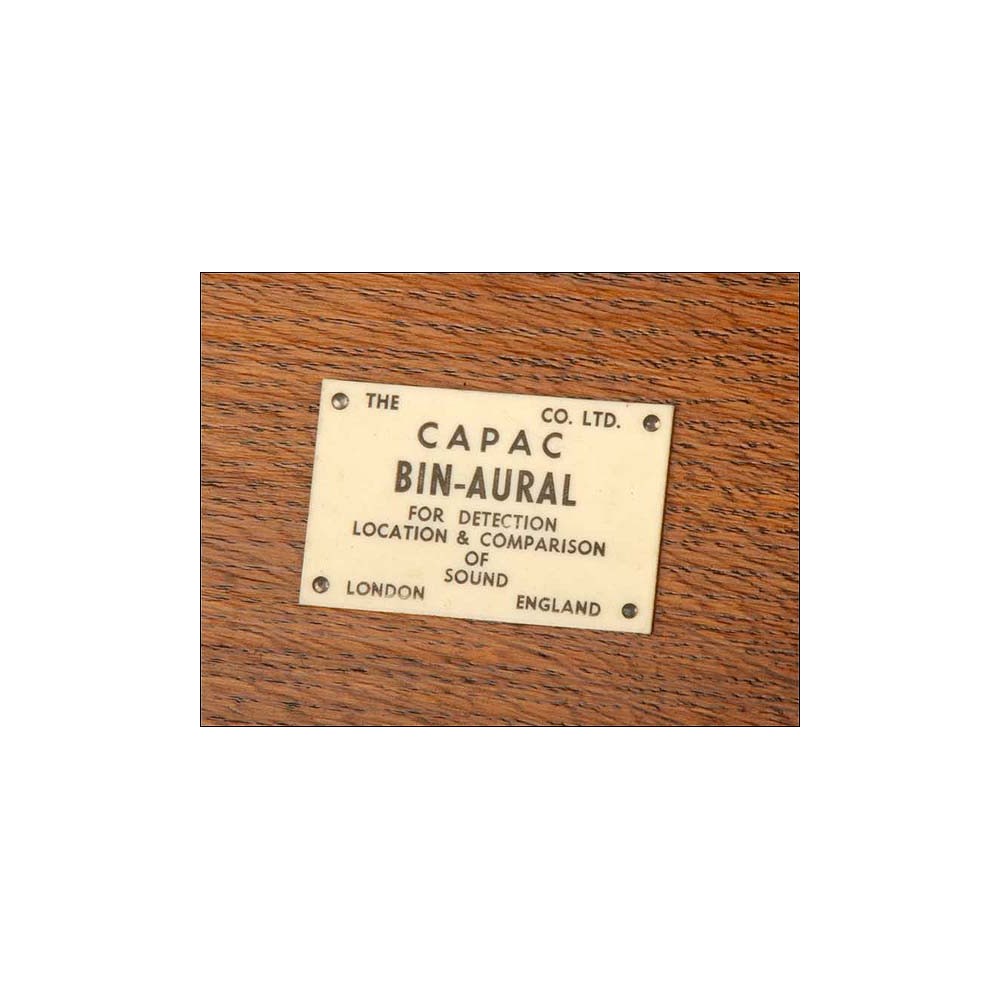 THE CO. LTD.
CAPAC
BIN-AURAL
FOR DETECTION
LOCATION & COMPARISON
OF
SOUND
LONDON ENGLAND